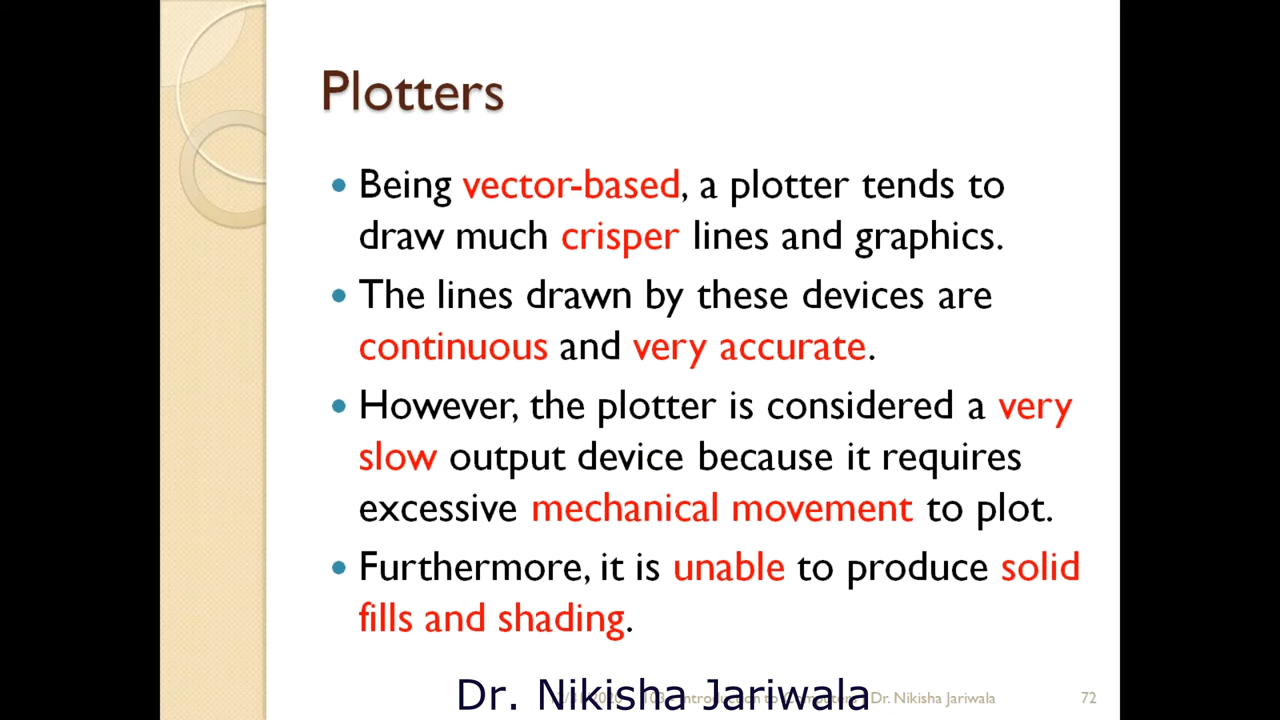 Plotters
• Being vector-based, a plotter tends to
draw much crisper lines and graphics.
• The lines drawn by these devices are
continuous and very accurate.
• However, the plotter is considered a very
slow output device because it requires
excessive mechanical movement to plot.
• Furthermore, it is unable to produce solid
fills and shading.
Dr. Nikisha Jariwala
Dr. Nikisha Jariwala
72